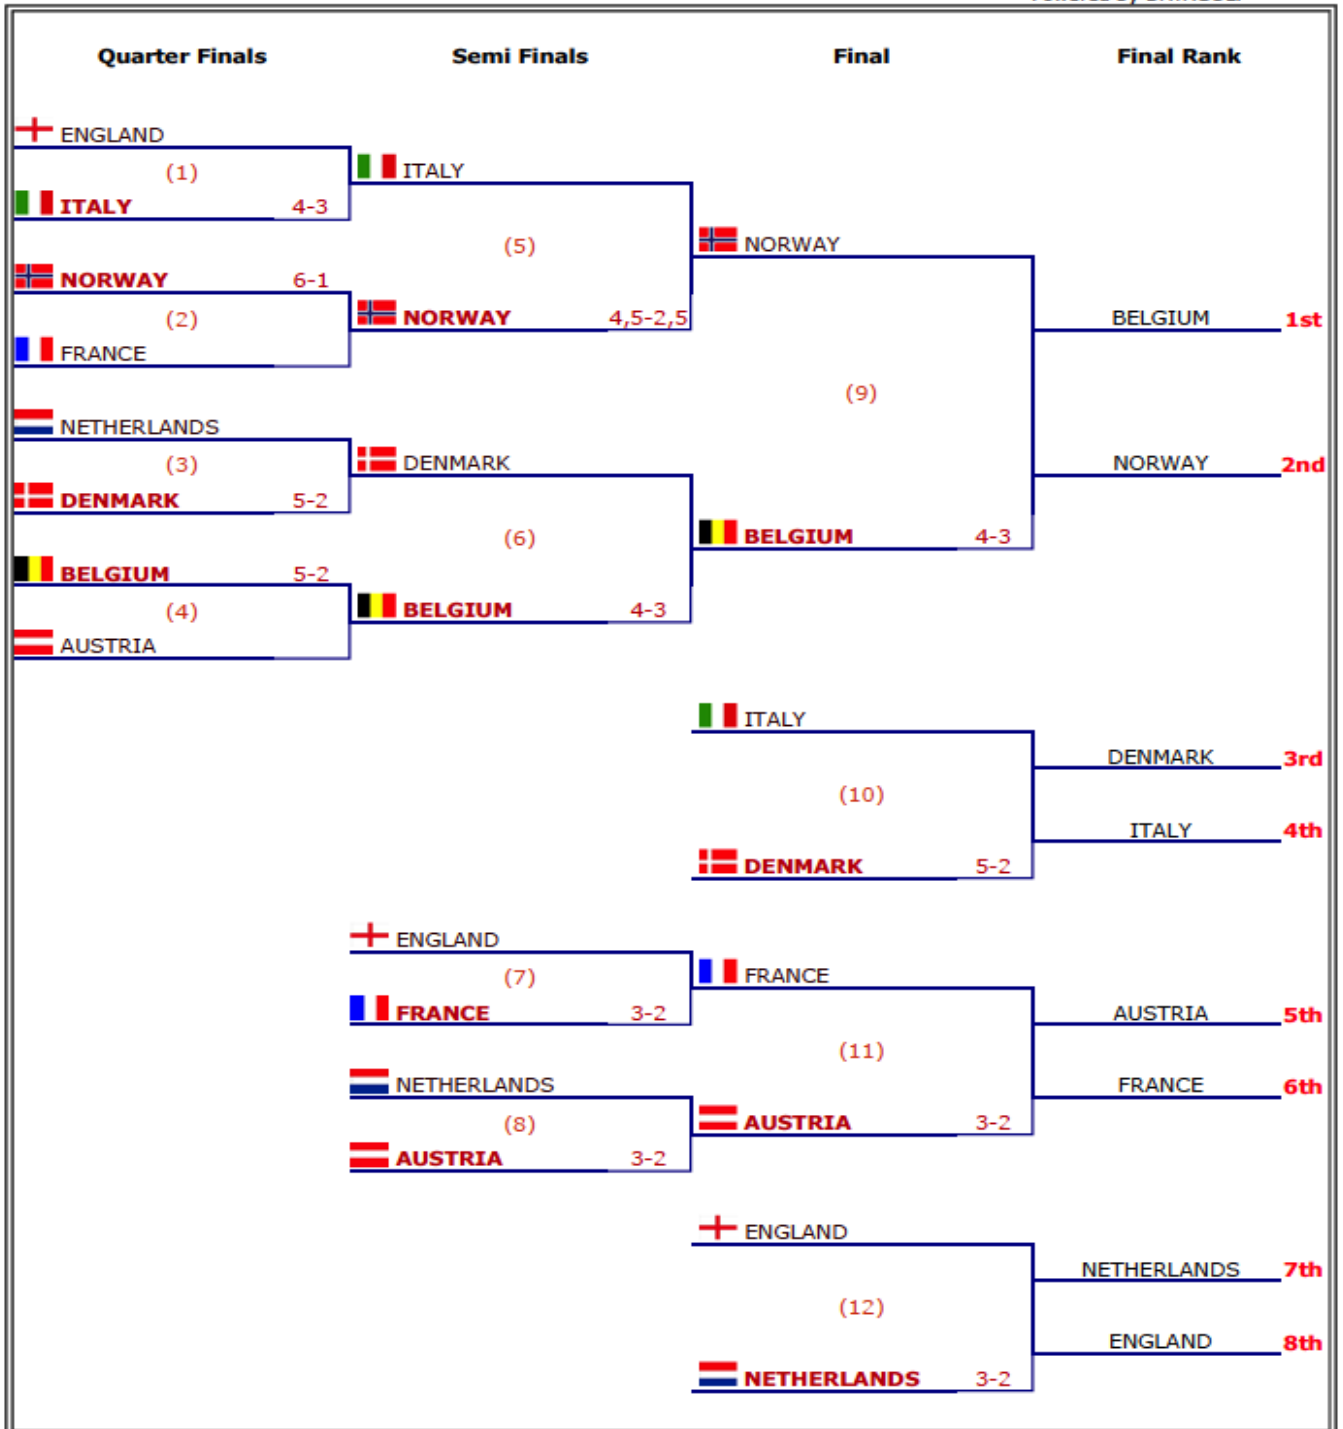 Quarter Finals Semi Finals Final Final Rank
ENGLAND
(1)
ITALY 4-3
NORWAY 6-1
(2)
FRANCE
NETHERLANDS
(3)
DENMARK 5-2
BELGIUM 5-2
(4)
AUSTRIA
ITALY
(5)
NORWAY 4,5-2,5
DENMARK
(6)
BELGIUM 4-3
NORWAY
(9)
BELGIUM 4-3
BELGIUM 1st
NORWAY 2nd
ITALY
(10)
DENMARK 5-2
DENMARK 3rd
ITALY 4th
ENGLAND
(7)
FRANCE 3-2
NETHERLANDS
(8)
AUSTRIA 3-2
FRANCE
(11)
AUSTRIA 3-2
AUSTRIA 5th
FRANCE 6th
ENGLAND
(12)
NETHERLANDS 3-2
NETHERLANDS 7th
ENGLAND 8th